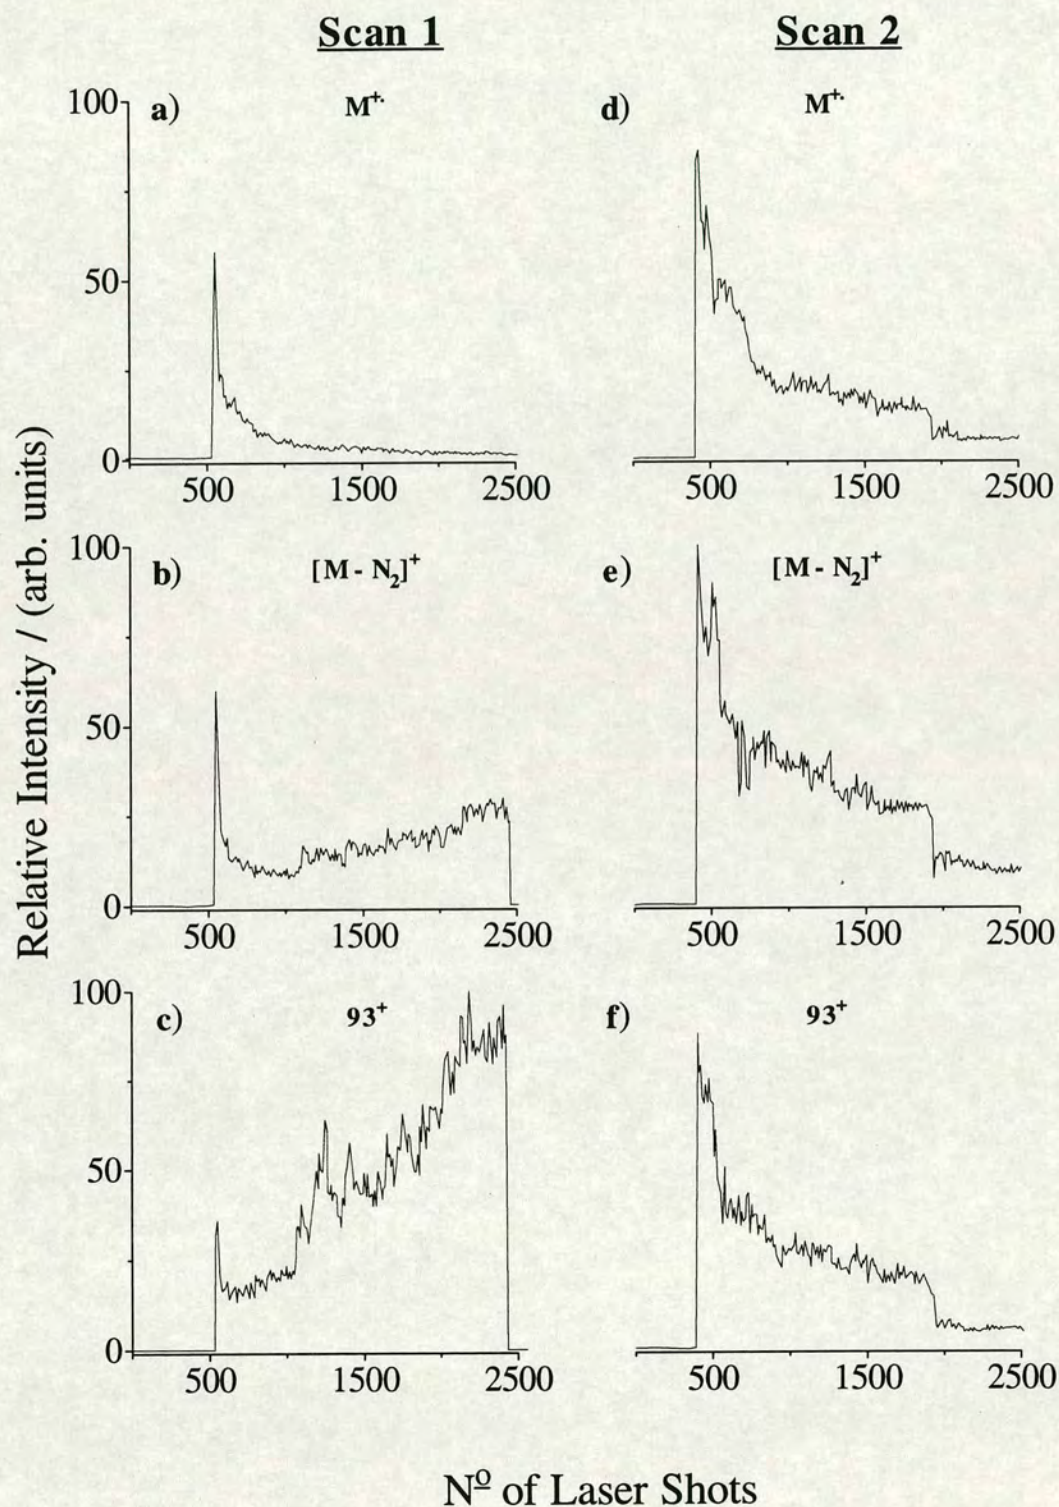 Scan 1
Scan 2
a)
M+·
100
50
0
500 1500 2500
d)
M+·
500 1500 2500
b)
[M - N2]+
100
50
0
500 1500 2500
e)
[M - N2]+
500 1500 2500
c)
93+
100
50
0
500 1500 2500
f)
93+
500 1500 2500
Relative Intensity / (arb. units)
Nº of Laser Shots